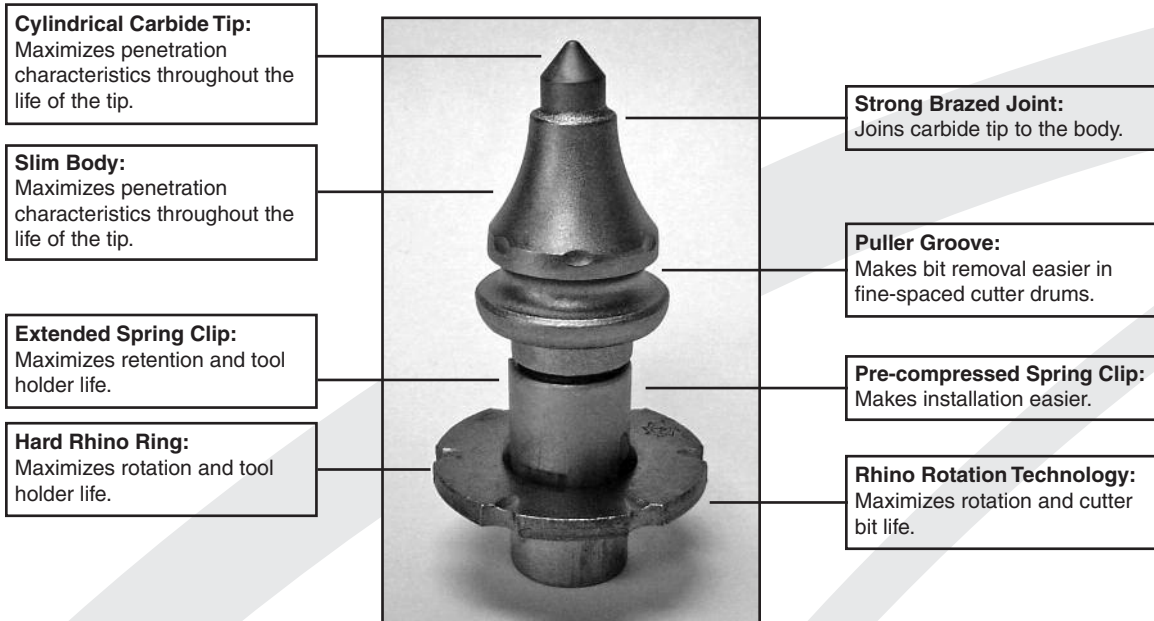 Cylindrical Carbide Tip:
Maximizes penetration
characteristics throughout the
life of the tip.
Slim Body:
Maximizes penetration
characteristics throughout the
life of the tip.
Extended Spring Clip:
Maximizes retention and tool
holder life.
Hard Rhino Ring:
Maximizes rotation and tool
holder life.
Strong Brazed Joint:
Joins carbide tip to the body.
Puller Groove:
Makes bit removal easier in
fine-spaced cutter drums.
Pre-compressed Spring Clip:
Makes installation easier.
Rhino Rotation Technology:
Maximizes rotation and cutter
bit life.